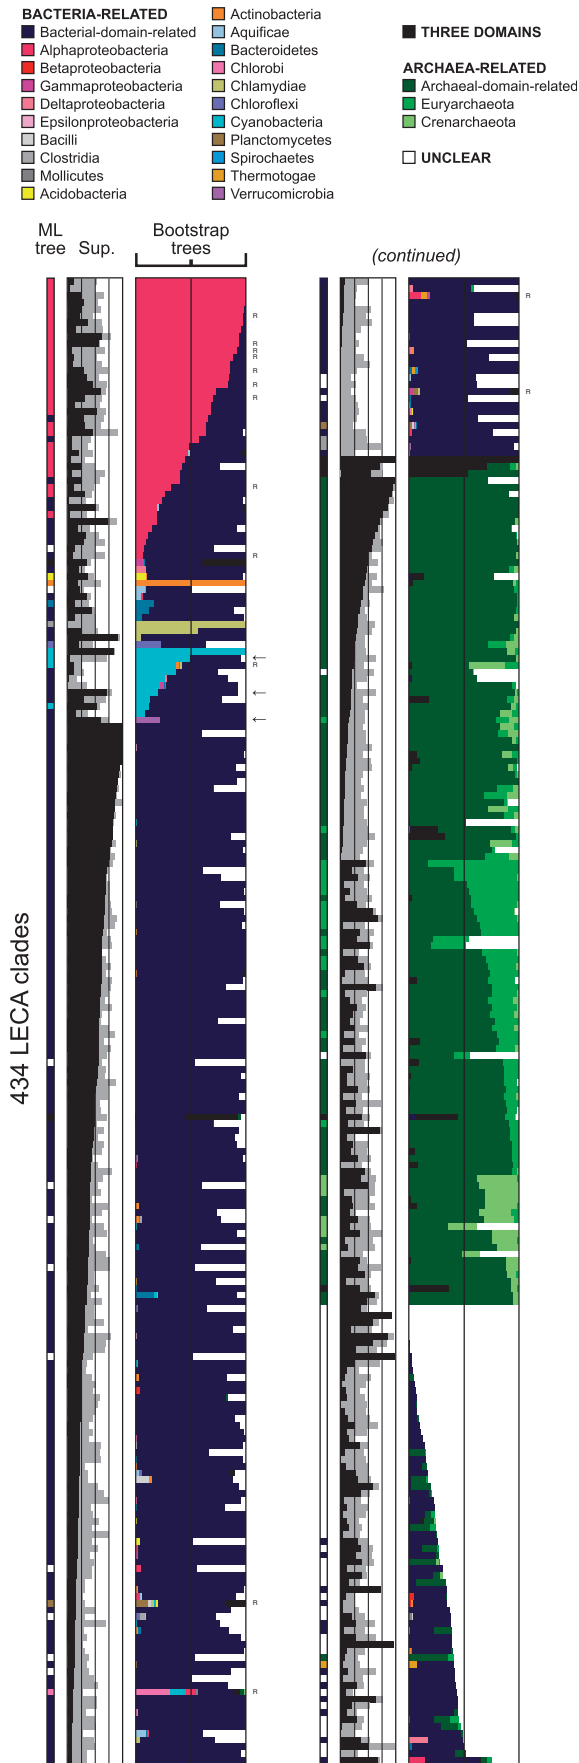 BACTERIA-RELATED
Bacterial-domain-related
Alphaproteobacteria
Betaproteobacteria
Gammaproteobacteria
Deltaproteobacteria
Epsilonproteobacteria
Bacilli
Clostridia
Mollicutes
Acidobacteria
Actinobacteria
Aquificae
Bacteroidetes
Chlorobi
Chlamydiae
Chloroflexi
Cyanobacteria
Planctomycetes
Spirochaetes
Thermotogae
Verrucomicrobia
THREE DOMAINS
ARCHAEA-RELATED
Archaeal-domain-related
Euryarchaeota
Crenarchaeota
UNCLEAR
ML
tree
Sup.
Bootstrap
trees
(continued)
434 LECA clades
R
R
R
R
R
R
R
R
R
←
R
←
←
R
R
R
R